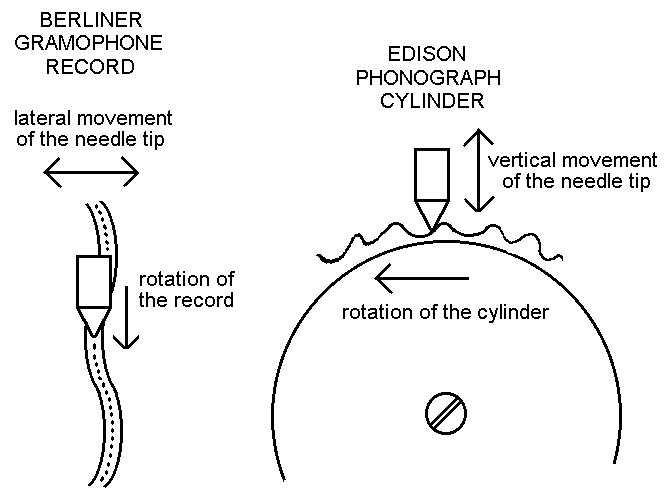 BERLINER
GRAMOPHONE
RECORD
lateral movement
of the needle tip
rotation of
the record
EDISON
PHONOGRAPH
CYLINDER
vertical movement
of the needle tip
rotation of the cylinder